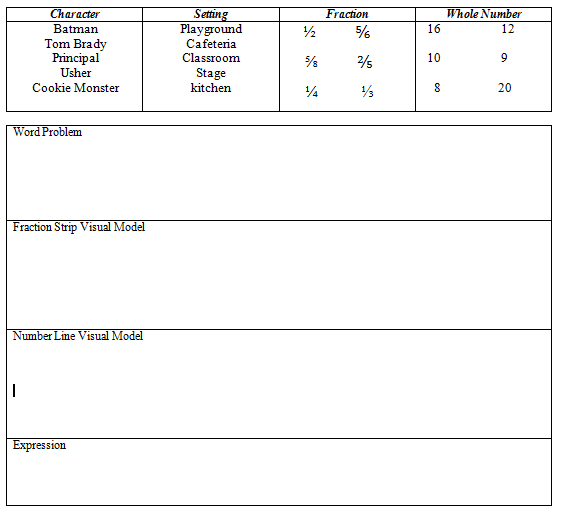 Character Setting Fraction Whole Number
Batman Playground ½ ⅚ 16 12
Tom Brady Cafeteria
Principal Classroom ⅝ ⅖ 10 9
Usher Stage
Cookie Monster kitchen ¼ ⅓ 8 20
Word Problem
Fraction Strip Visual Model
Number Line Visual Model
Expression